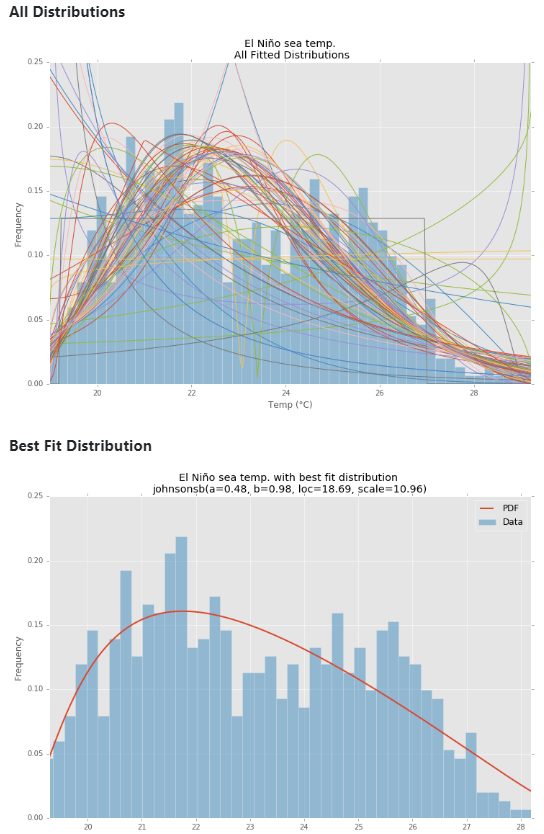 All Distributions
El Niño sea temp.
All Fitted Distributions
0.25
0.20
0.15
0.10
0.05
0.00
Frequency
20
22
24
26
28
Temp (°C)
Best Fit Distribution
El Niño sea temp. with best fit distribution
johnsonsb(a=0.48, b=0.98, loc=18.69, scale=10.96)
0.25
0.20
0.15
0.10
0.05
0.00
Frequency
PDF
Data
20
21
22
23
24
25
26
27
28